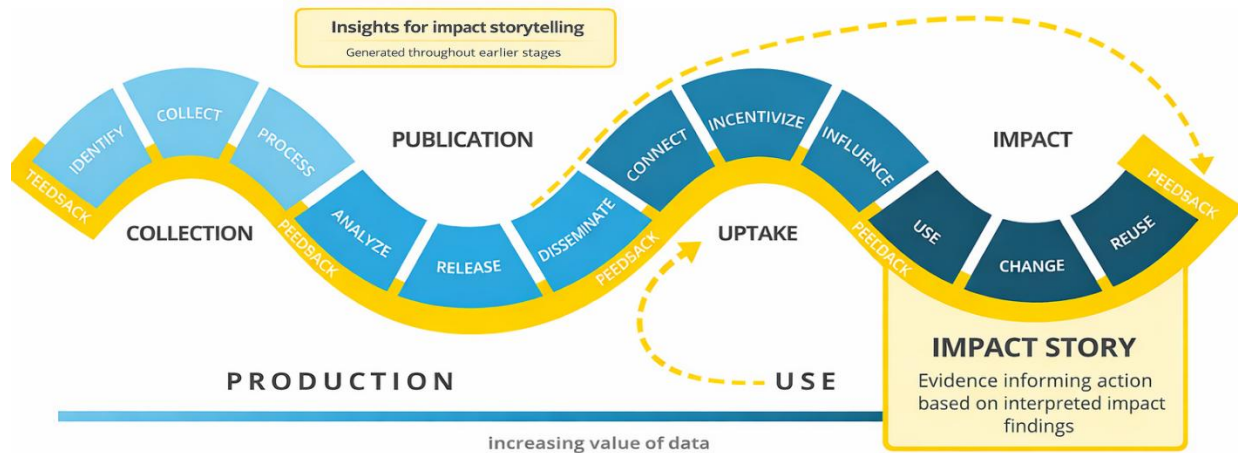 Insights for impact storytelling
Generated throughout earlier stages
IDENTIFY
COLLECT
PROCESS
ANALYZE
RELEASE
DISSEMINATE
CONNECT
INCENTIVIZE
INFLUENCE
USE
CHANGE
REUSE
TEEDSACK
PEEDBACK
PEEDSACK
PEELDACK
PEEDSACK
COLLECTION
PUBLICATION
UPTAKE
IMPACT
PRODUCTION
USE
increasing value of data
IMPACT STORY
Evidence informing action
based on interpreted impact
findings